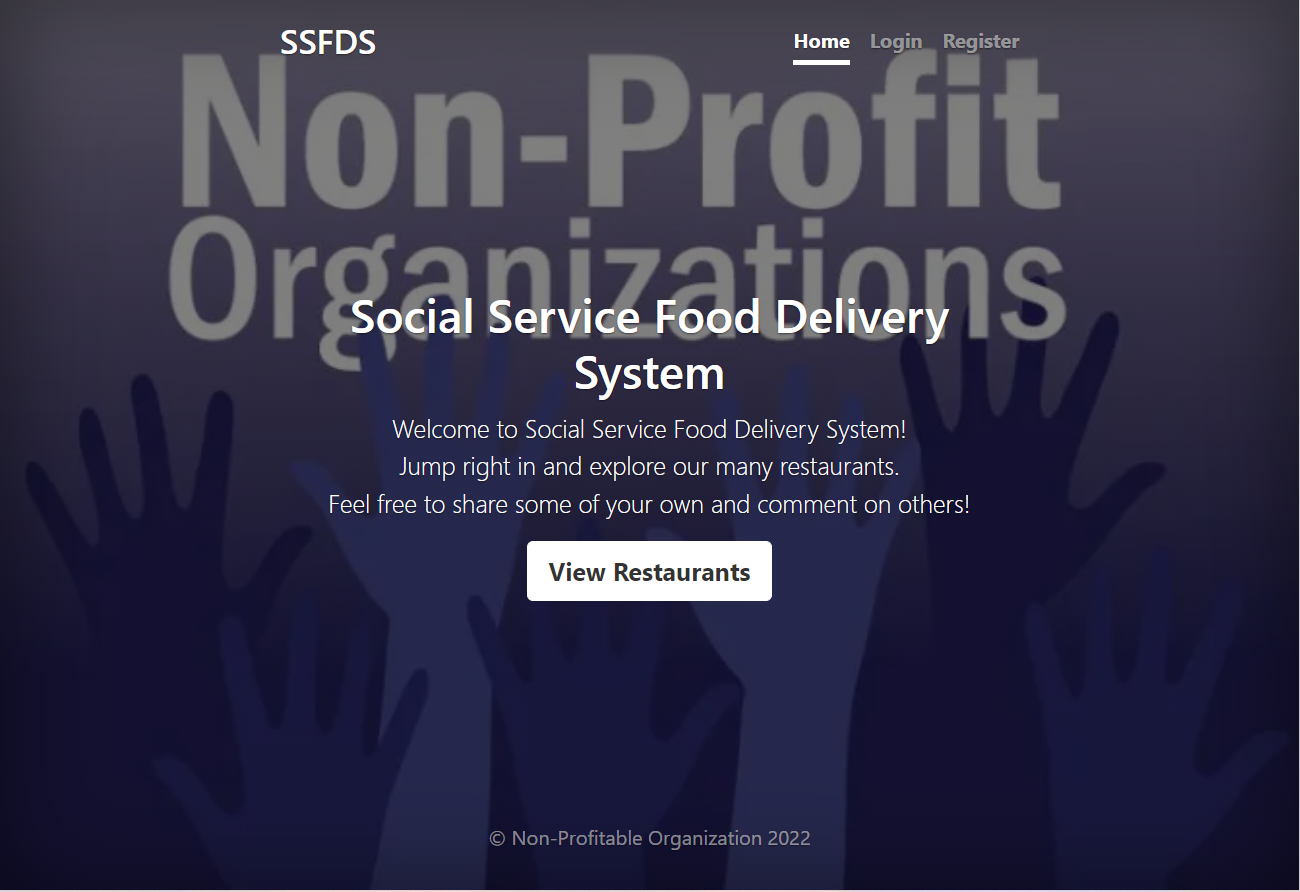 SSFDS
Home Login Register
Non-Profit
Organizations
Social Service Food Delivery
System
Welcome to Social Service Food Delivery System!
Jump right in and explore our many restaurants.
Feel free to share some of your own and comment on others!
View Restaurants
© Non-Profitable Organization 2022